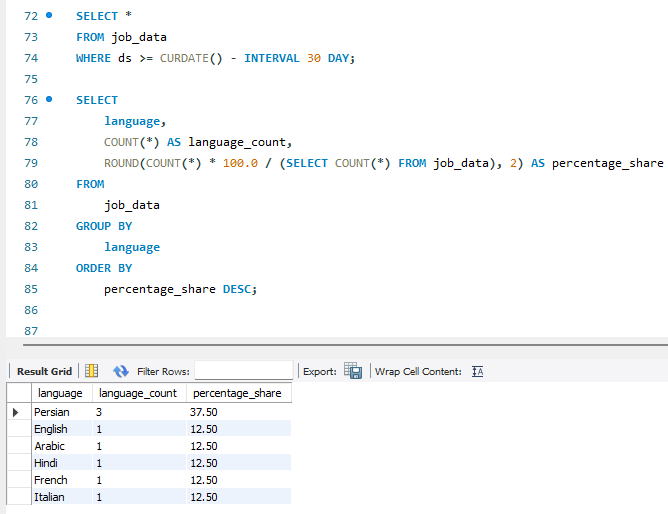 72 SELECT *
73 FROM job_data
74 WHERE ds >= CURDATE() - INTERVAL 30 DAY;
75
76 SELECT
77 language,
78 COUNT(*) AS language_count,
79 ROUND(COUNT(*) * 100.0 / (SELECT COUNT(*) FROM job_data), 2) AS percentage_share
80 FROM
81 job_data
82 GROUP BY
83 language
84 ORDER BY
85 percentage_share DESC;
86
87
Result Grid Filter Rows: Export: Wrap Cell Content: IA
language language_count percentage_share
Persian 3 37.50
English 1 12.50
Arabic 1 12.50
Hindi 1 12.50
French 1 12.50
Italian 1 12.50